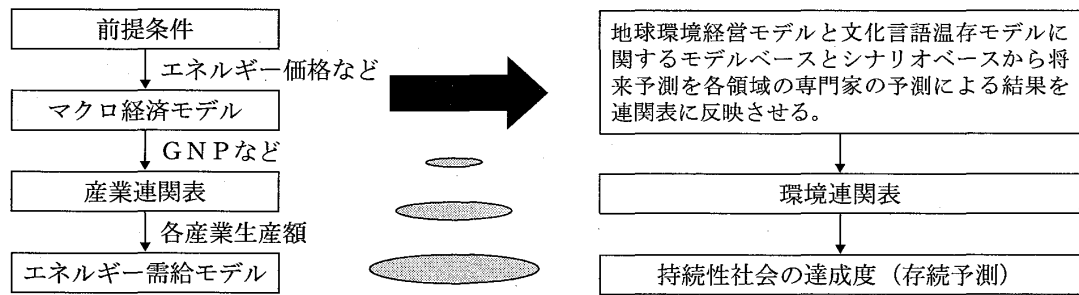 前提条件
エネルギー価格など
マクロ経済モデル
GNPなど
産業連関表
各産業生産額
エネルギー需給モデル
地球環境経営モデルと文化言語温存モデルに
関するモデルベースとシナリオベースから将
来予測を各領域の専門家の予測による結果を
連関表に反映させる。
環境連関表
持続性社会の達成度（存続予測）